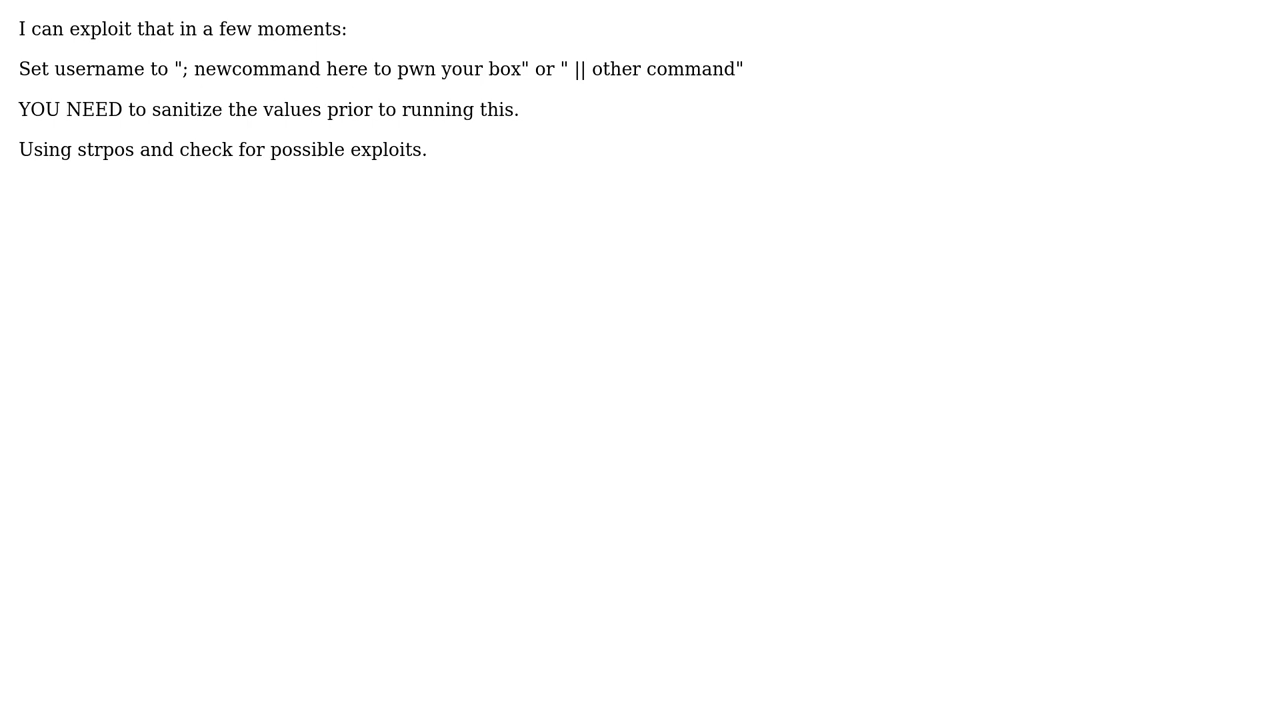 I can exploit that in a few moments:
Set username to "; newcommand here to pwn your box" or " || other command"
YOU NEED to sanitize the values prior to running this.
Using strpos and check for possible exploits.